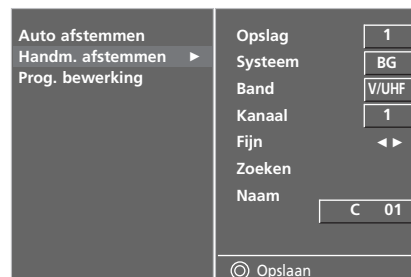 Auto afstemmen
Handm. afstemmen ►
Prog. bewerking
Opslag 1
Systeem BG
Band V/UHF
Kanaal 1
Fijn ◄►
Zoeken
Naam
C 01
Opslaan